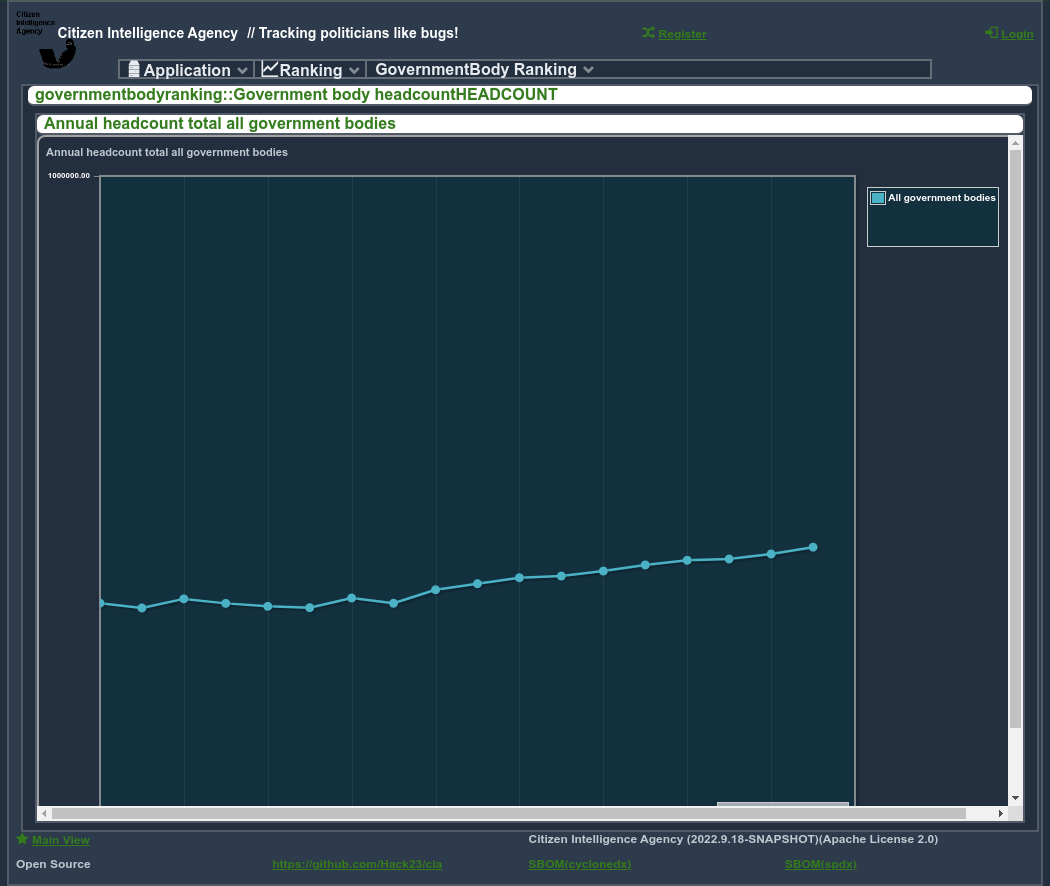 Citizen
Intelligence
Agency
Citizen Intelligence Agency // Tracking politicians like bugs!
Register
Login
Application
Ranking
GovernmentBody Ranking
governmentbodyranking::Government body headcountHEADCOUNT
Annual headcount total all government bodies
Annual headcount total all government bodies
1000000.00
All government bodies
Main View
Citizen Intelligence Agency (2022.9.18-SNAPSHOT)(Apache License 2.0)
Open Source
https://github.com/Hack23/cia
SBOM(cyclonedx)
SBOM(spdx)